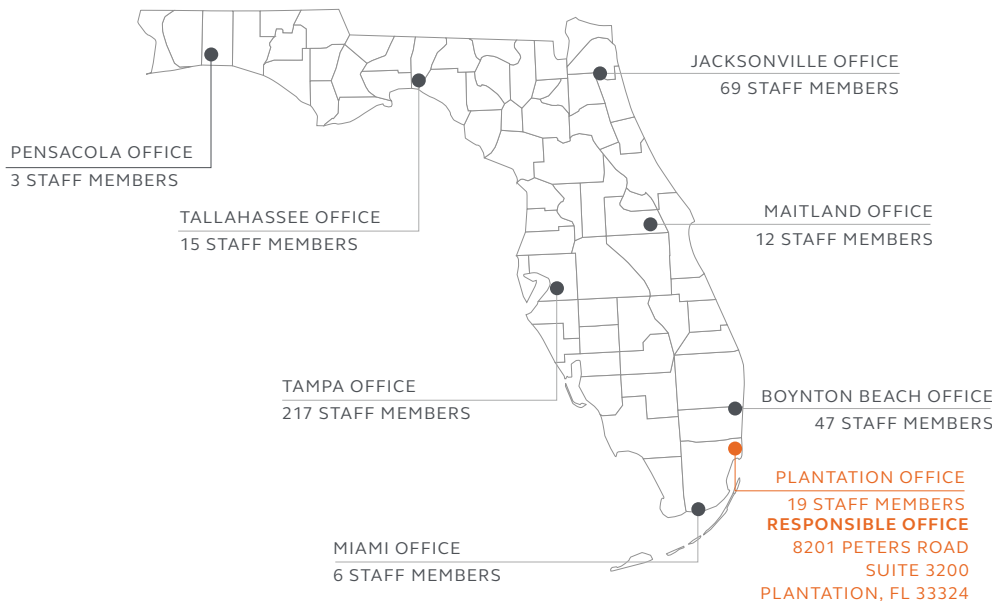 JACKSONVILLE OFFICE
69 STAFF MEMBERS
PENSACOLA OFFICE
3 STAFF MEMBERS
TALLAHASSEE OFFICE
15 STAFF MEMBERS
MAITLAND OFFICE
12 STAFF MEMBERS
TAMPA OFFICE
217 STAFF MEMBERS
BOYNTON BEACH OFFICE
47 STAFF MEMBERS
PLANTATION OFFICE
19 STAFF MEMBERS
RESPONSIBLE OFFICE
8201 PETERS ROAD
SUITE 3200
PLANTATION, FL 33324
MIAMI OFFICE
6 STAFF MEMBERS